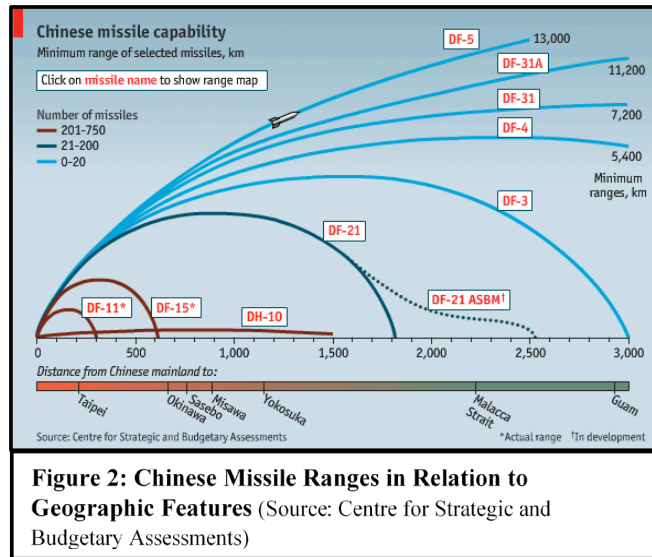 Chinese missile capability
Minimum range of selected missiles, km
Click on missile name to show range map
Number of missiles
201-750
21-200
0-20
DF-5
13,000
DF-31A
11,200
DF-31
7,200
DF-4
5,400
Minimum
ranges, km
DF-3
DF-21
DF-21 ASBM†
DF-11*
DF-15*
DH-10
0
500
1,000
1,500
2,000
2,500
3,000
Distance from Chinese mainland to:
Taipei
Okinawa
Sasebo
Misawa
Yokosuka
Malacca
Strait
Guam
Source: Centre for Strategic and Budgetary Assessments
*Actual range †In development
Figure 2: Chinese Missile Ranges in Relation to
Geographic Features (Source: Centre for Strategic and
Budgetary Assessments)